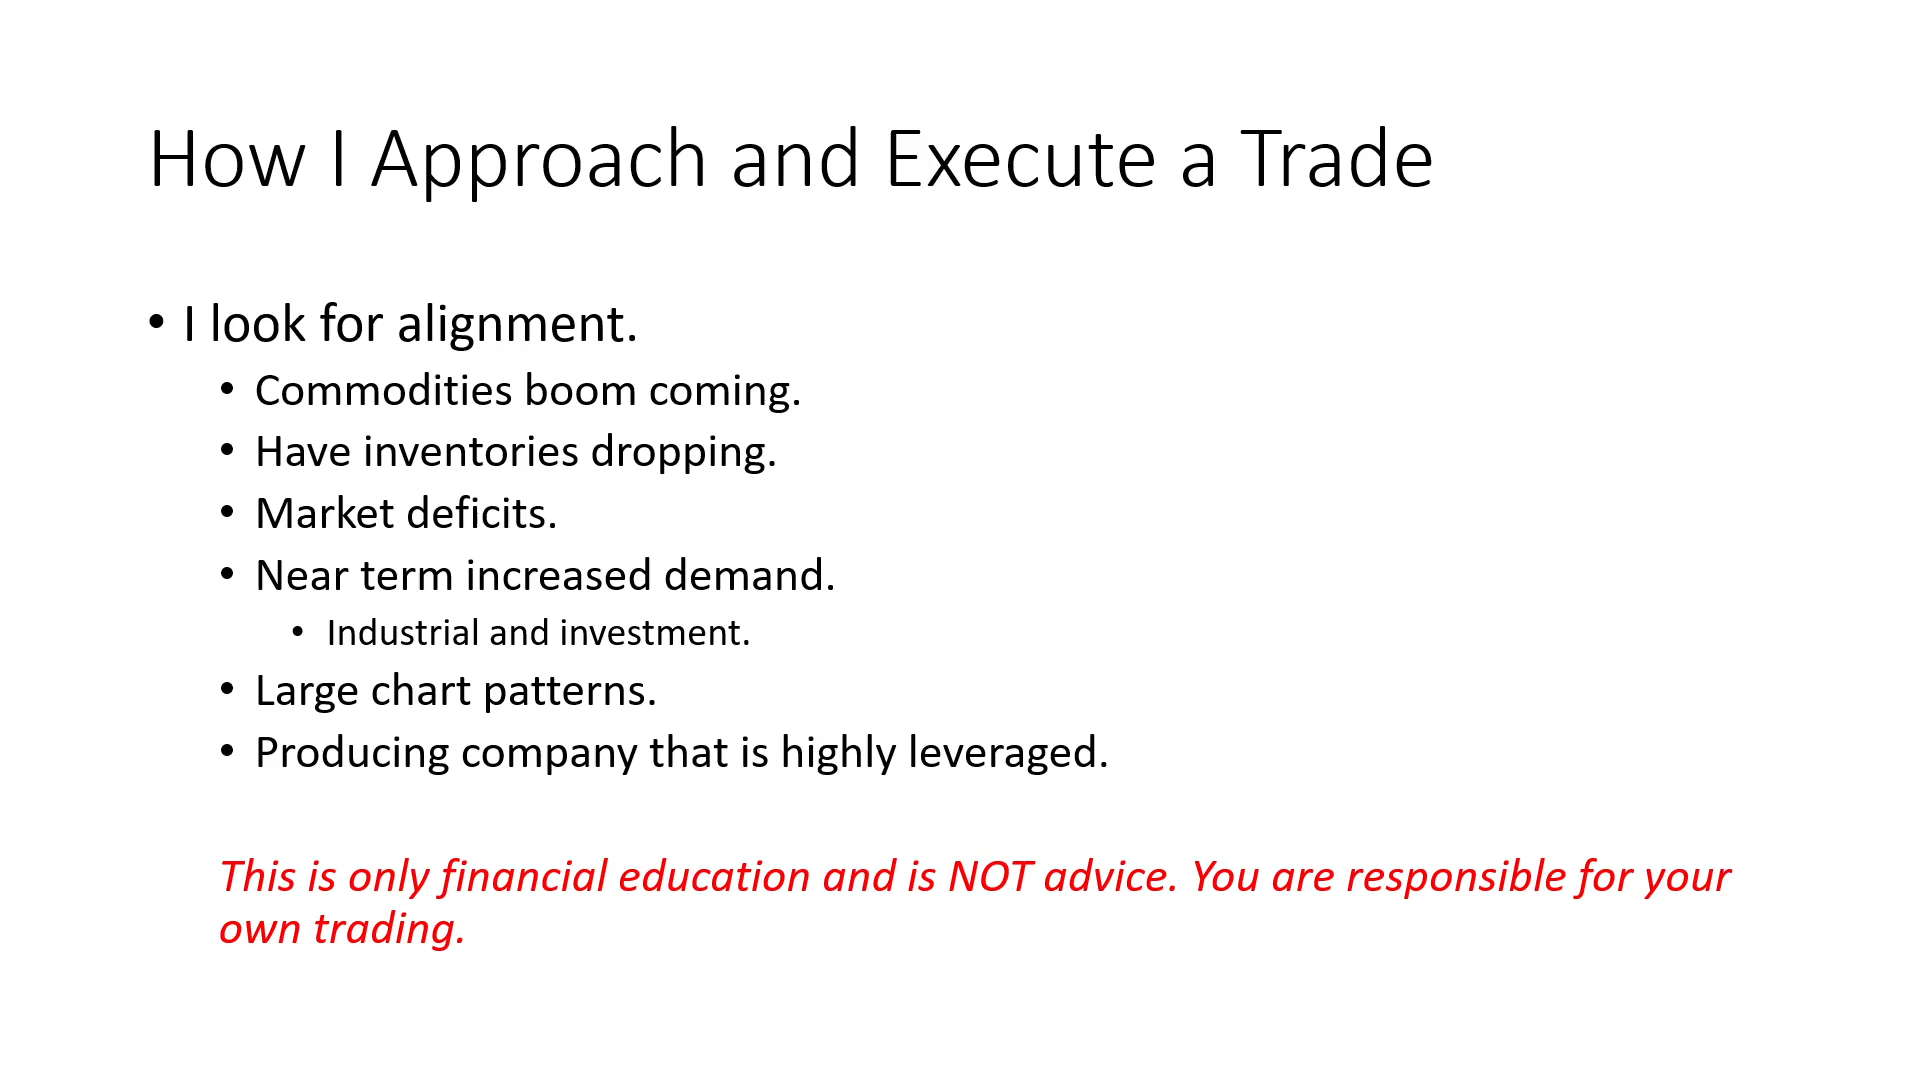 How I Approach and Execute a Trade
• I look for alignment.
• Commodities boom coming.
• Have inventories dropping.
• Market deficits.
• Near term increased demand.
• Industrial and investment.
• Large chart patterns.
• Producing company that is highly leveraged.
This is only financial education and is NOT advice. You are responsible for your
own trading.